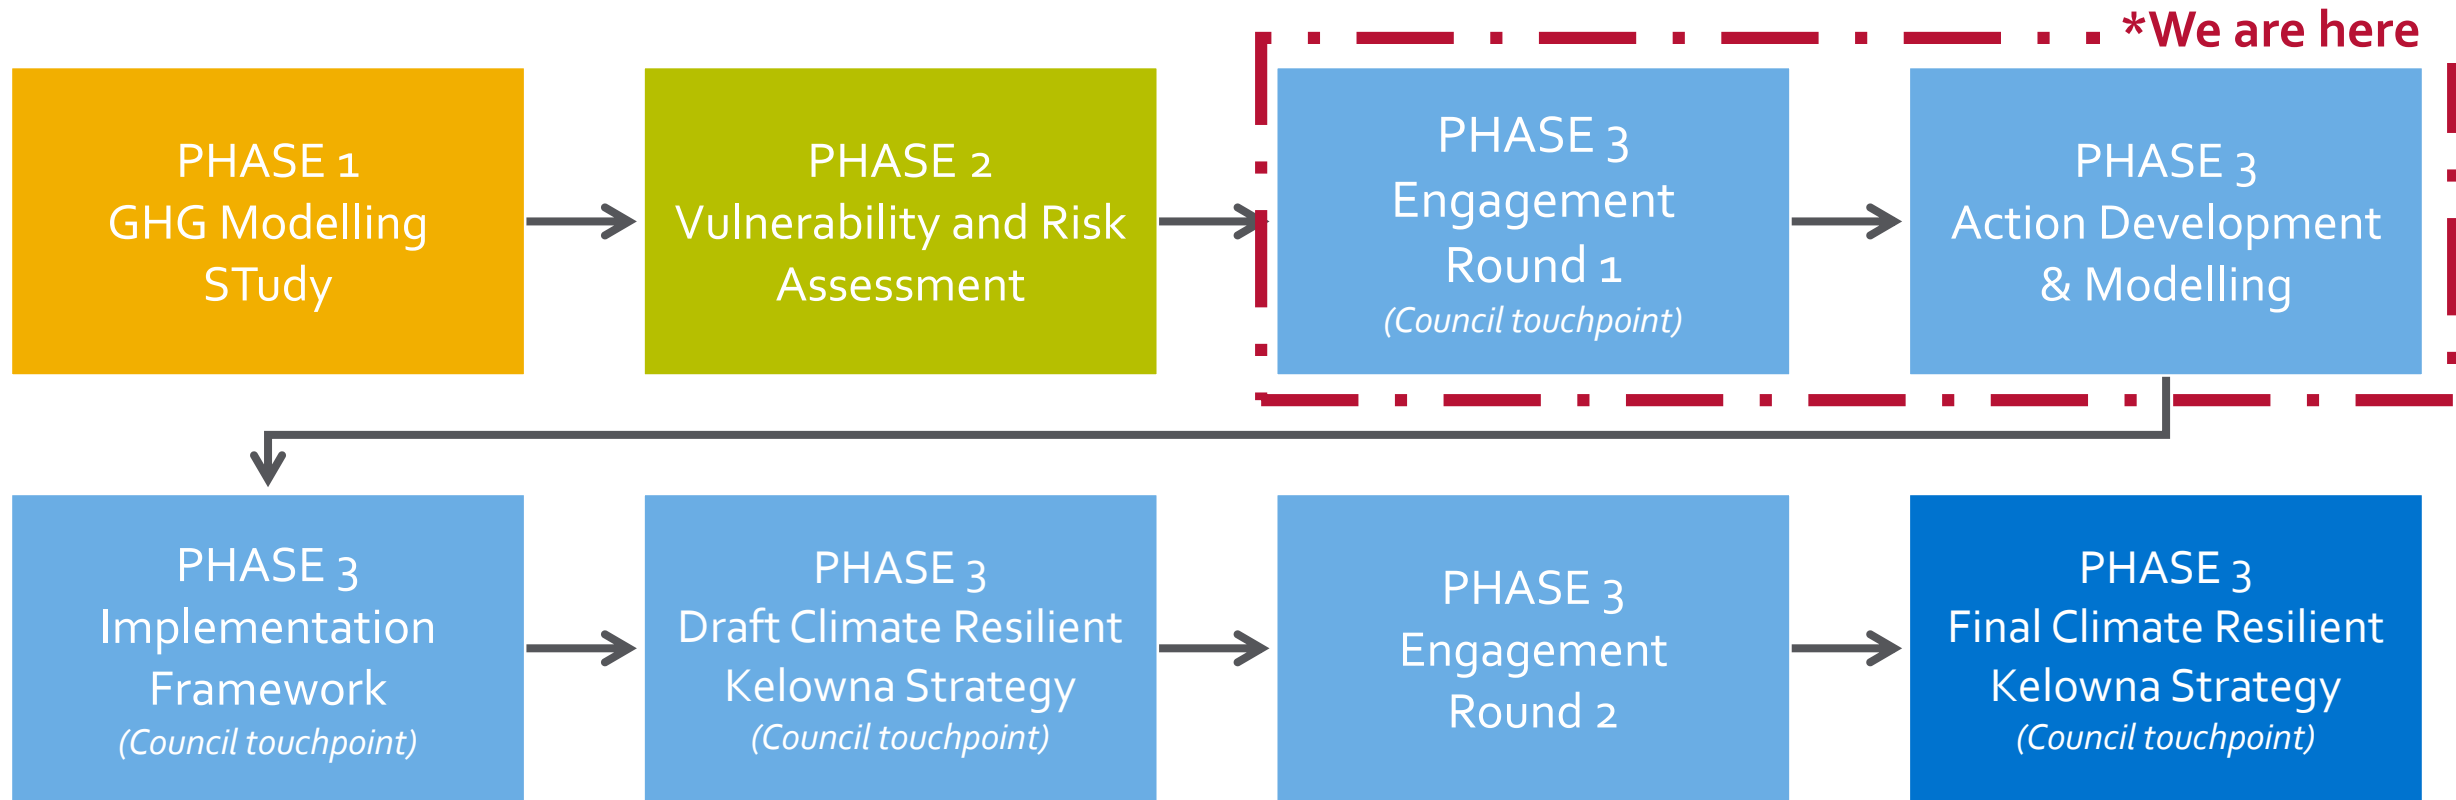 *We are here
PHASE 1
GHG Modelling
STudy
PHASE 2
Vulnerability and Risk
Assessment
PHASE 3
Engagement
Round 1
(Council touchpoint)
PHASE 3
Action Development
& Modelling
PHASE 3
Implementation
Framework
(Council touchpoint)
PHASE 3
Draft Climate Resilient
Kelowna Strategy
(Council touchpoint)
PHASE 3
Engagement
Round 2
PHASE 3
Final Climate Resilient
Kelowna Strategy
(Council touchpoint)